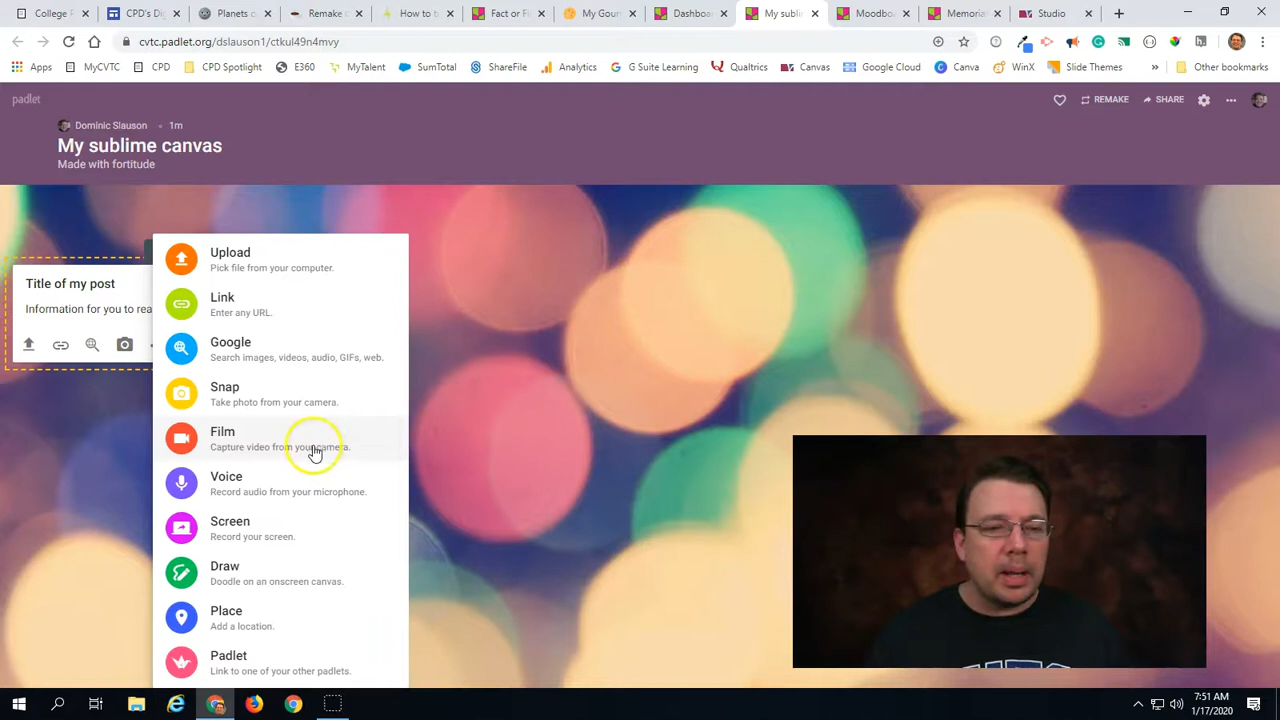 College
CPD's Dig
Planets c
Remake c
How to t
Fact or Fi
My Gour
Dashboa
My subli
Moodbo
Memoria
Studio
cvtc.padlet.org/dslauson1/ctkul49n4mvy
Apps
MyCVTC
CPD
CPD Spotlight
E360
MyTalent
SumTotal
ShareFile
Analytics
G Suite Learning
Qualtrics
Canvas
Google Cloud
Canva
WinX
Slide Themes
»
Other bookmarks
padlet
REMAKE
SHARE
Dominic Slauson • 1m
My sublime canvas
Made with fortitude
Title of my post
Information for you to rea
Upload
Pick file from your computer.
Link
Enter any URL.
Google
Search images, videos, audio, GIFs, web.
Snap
Take photo from your camera.
Film
Capture video from your camera.
Voice
Record audio from your microphone.
Screen
Record your screen.
Draw
Doodle on an onscreen canvas.
Place
Add a location.
Padlet
Link to one of your other padlets.
7:51 AM
1/17/2020